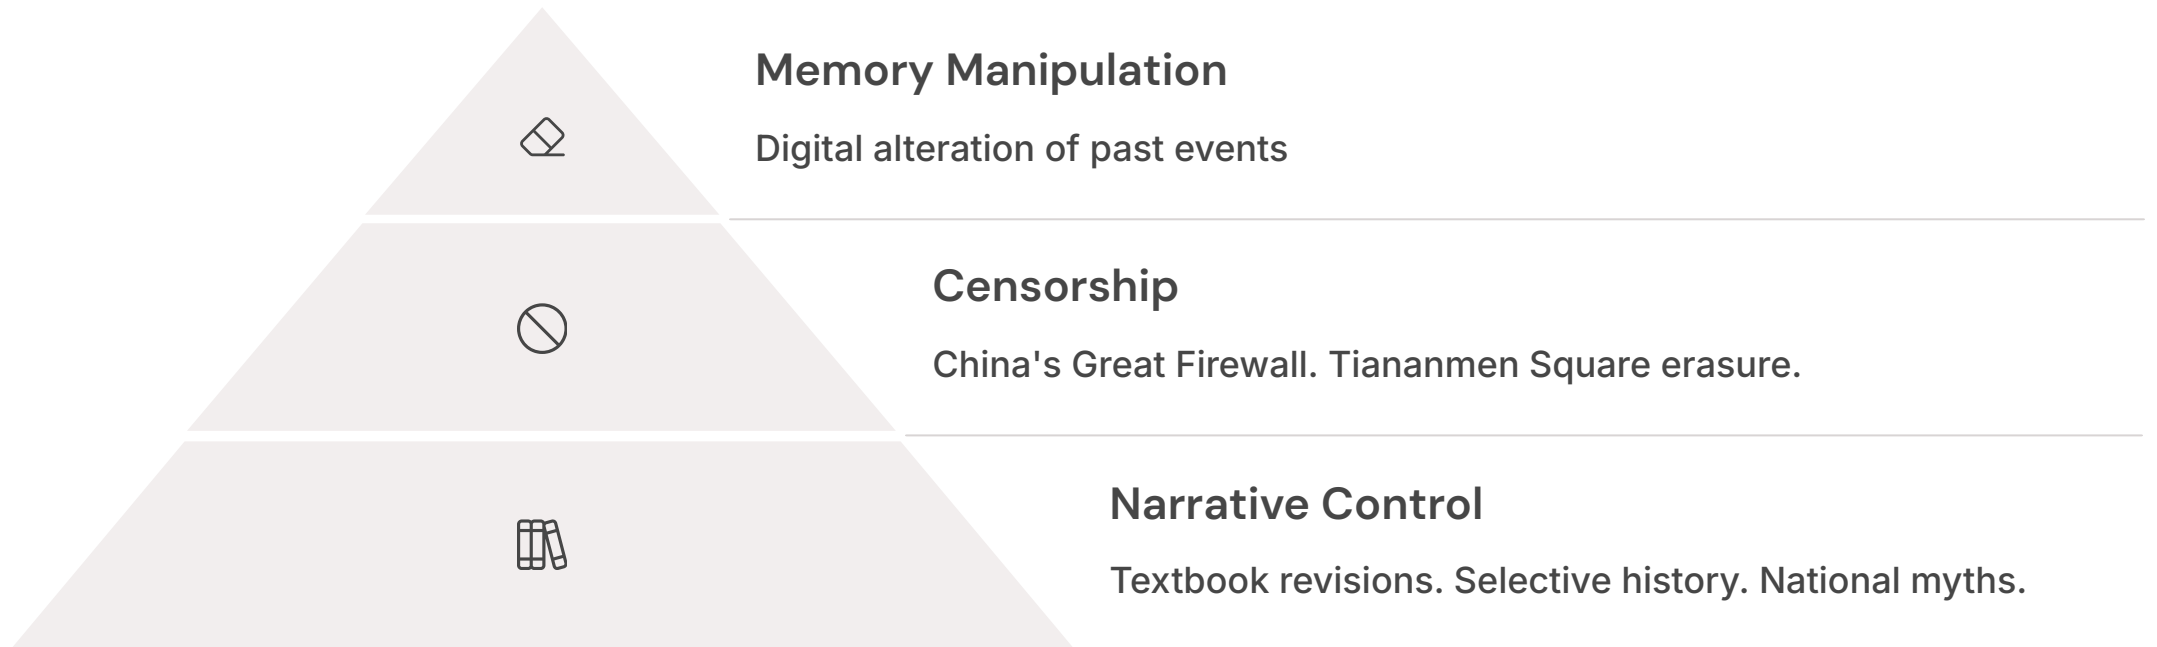 Memory Manipulation
Digital alteration of past events
Censorship
China's Great Firewall. Tiananmen Square erasure.
Narrative Control
Textbook revisions. Selective history. National myths.